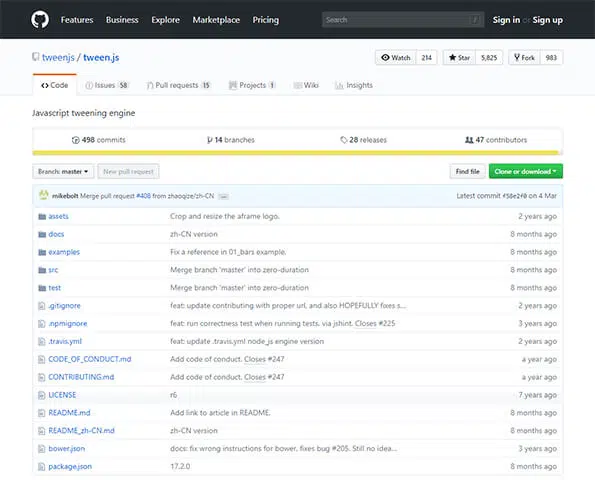 Features Business Explore Marketplace Pricing Search / Sign in or Sign up
tweenjs / tween.js Watch 214 Star 5,825 Fork 983
Code Issues 58 Pull requests 15 Projects 1 Wiki Insights
Javascript tweening engine
498 commits 14 branches 28 releases 47 contributors
Branch: master New pull request Find file Clone or download
mikebolt Merge pull request #408 from zhaoqize/zh-CN ... Latest commit #50e2f0 on 4 Mar
assets Crop and resize the aframe logo. 2 years ago
docs zh-CN version 8 months ago
examples Fix a reference in 01_bars example. 8 months ago
src Merge branch 'master' into zero-duration 8 months ago
test Merge branch 'master' into zero-duration 8 months ago
.gitignore feat: update contributing with proper url, and also HOPEFULLY fixes s... 2 years ago
.npmignore feat: run correctness test when running tests. via jshint. Closes #225 3 years ago
.travis.yml feat: update .travis.yml node_js engine version 2 years ago
CODE_OF_CONDUCT.md Add code of conduct. Closes #247 a year ago
CONTRIBUTING.md Add code of conduct. Closes #247 a year ago
LICENSE r6 7 years ago
README.md Add link to article in README. 8 months ago
README_zh-CN.md zh-CN version 8 months ago
bower.json docs: fix wrong instructions for bower, fixes bug #205. Still no idea... 3 years ago
package.json 17.2.0 8 months ago